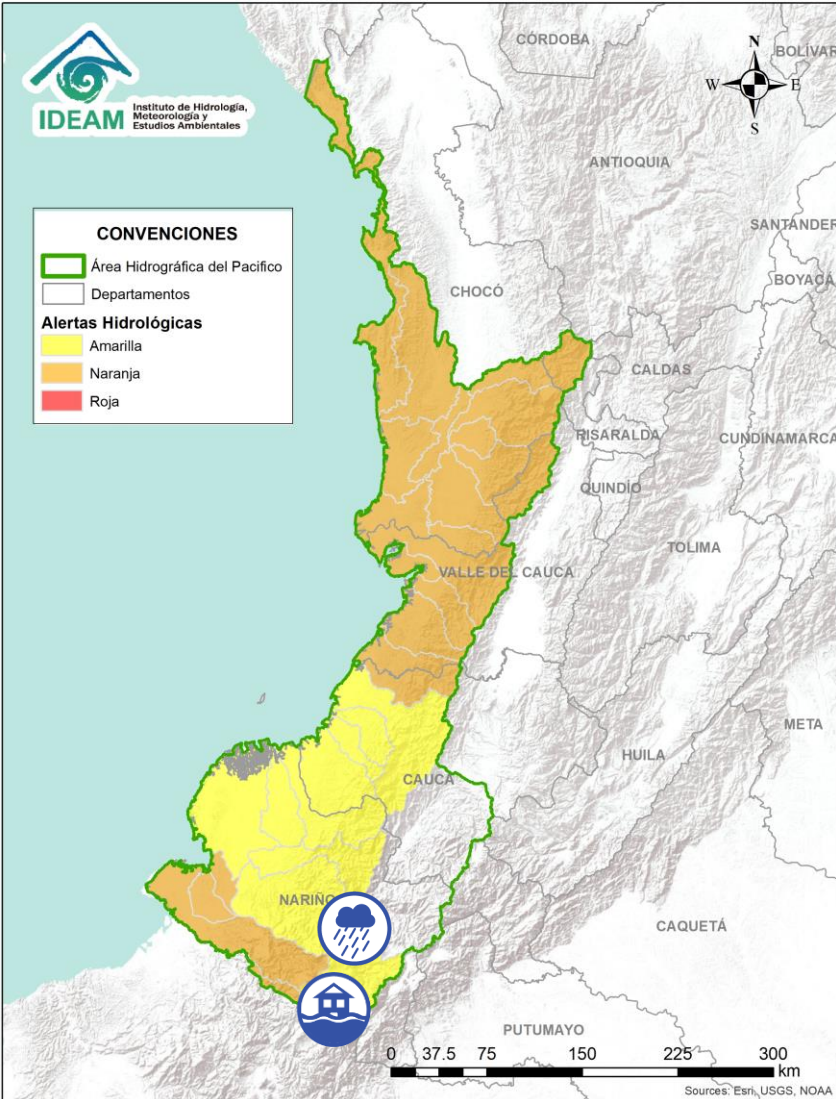 IDEAM
Instituto de Hidrología,
Meteorología y
Estudios Ambientales
CÓRDOBA
BOLÍVAR
N
W
E
S
ANTIOQUIA
SANTANDER
BOYACÁ
CONVENCIONES
Área Hidrográfica del Pacifico
Departamentos
Alertas Hidrológicas
Amarilla
Naranja
Roja
CHOCÓ
CALDAS
RISARALDA
CUNDINAMARCA
QUINDÍO
TOLIMA
VALLE DEL CAUCA
META
HUILA
CAUCA
NARIÑO
CAQUETÁ
PUTUMAYO
0 37.5 75 150 225 300
km
Sources: Esri, USGS, NOAA